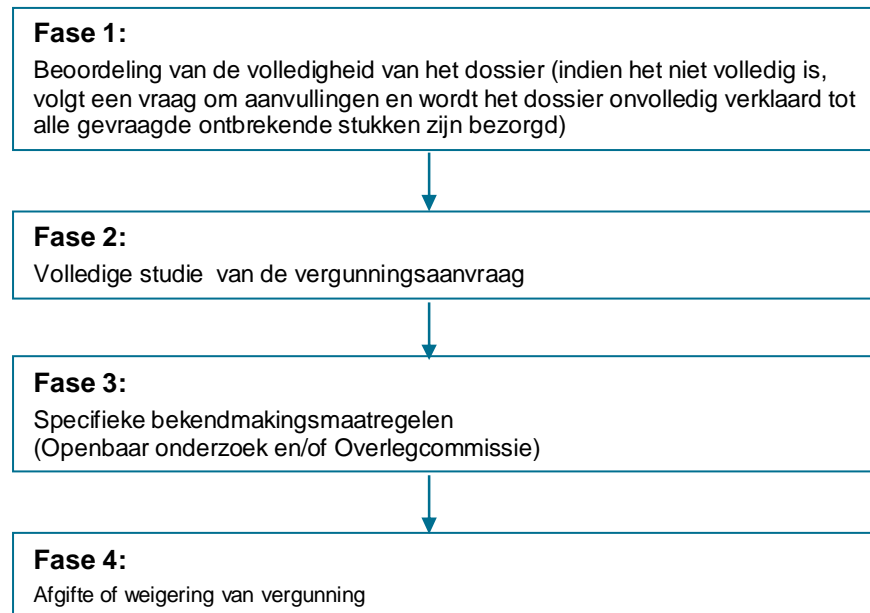 Fase 1:
Beoordeling van de volledigheid van het dossier (indien het niet volledig is,
volgt een vraag om aanvullingen en wordt het dossier onvolledig verklaard tot
alle gevraagde ontbrekende stukken zijn bezorgd)
Fase 2:
Volledige studie van de vergunningsaanvraag
Fase 3:
Specifieke bekendmakingsmaatregelen
(Openbaar onderzoek en/of Overlegcommissie)
Fase 4:
Afgifte of weigering van vergunning